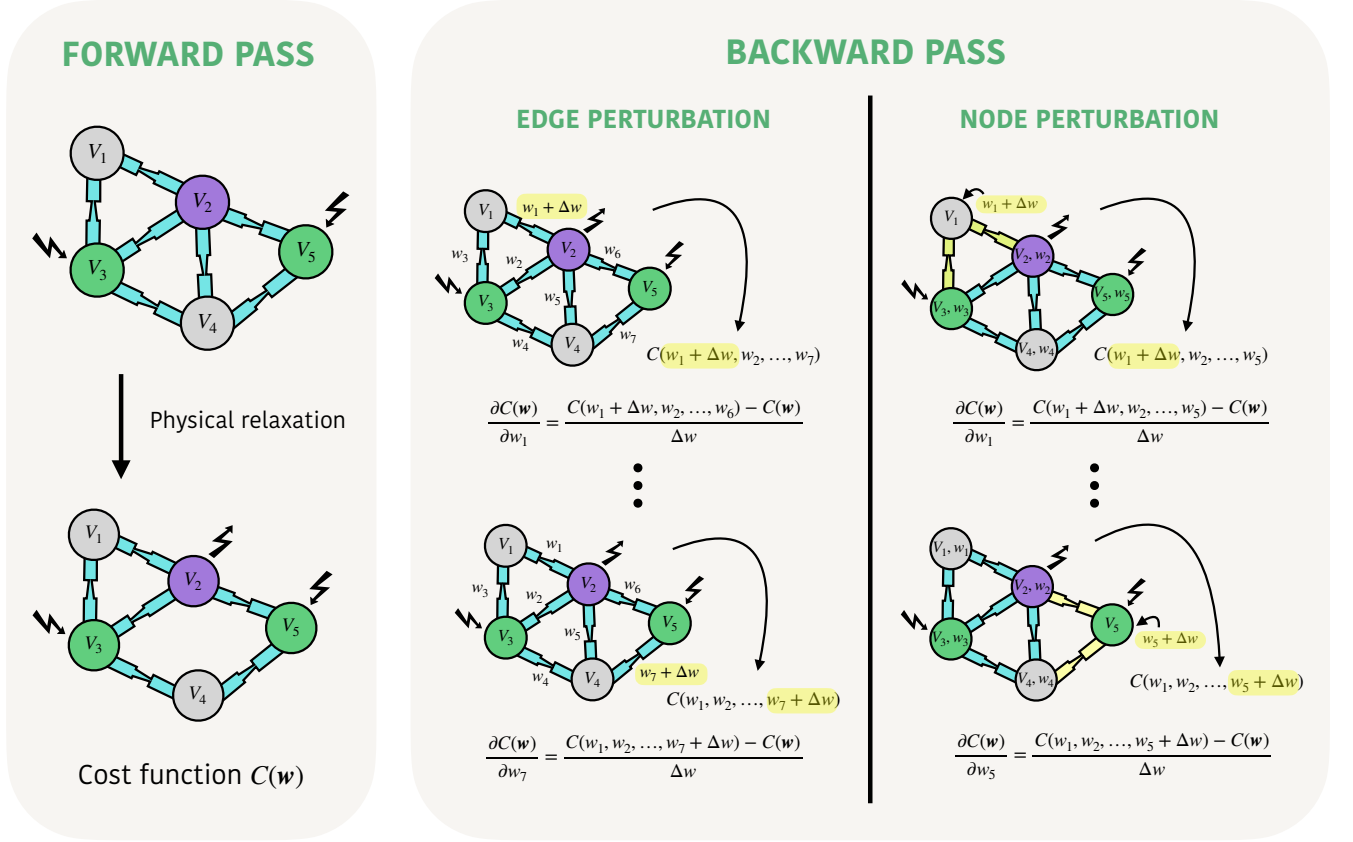 FORWARD PASS
V₁
V₂
V₅
V₃
V₄
Physical relaxation
V₁
V₂
V₅
V₃
V₄
Cost function C(w)
BACKWARD PASS
EDGE PERTURBATION
V₁
w₁ + Δw
V₂
w₃
w₂
w₆
V₅
V₃
w₅
w₄
V₄
w₇
C(w₁ + Δw, w₂, …, w₇)
∂C(w)/∂w₁ = (C(w₁ + Δw, w₂, …, w₆) − C(w))/Δw
V₁
w₁
V₂
w₃
w₂
w₆
V₅
V₃
w₅
w₄
V₄
w₇ + Δw
C(w₁, w₂, …, w₇ + Δw)
∂C(w)/∂w₇ = (C(w₁, w₂, …, w₇ + Δw) − C(w))/Δw
NODE PERTURBATION
w₁ + Δw
V₁
V₂, w₂
V₅, w₅
V₃, w₃
V₄, w₄
C(w₁ + Δw, w₂, …, w₅)
∂C(w)/∂w₁ = (C(w₁ + Δw, w₂, …, w₅) − C(w))/Δw
V₁, w₁
V₂, w₂
V₅
V₃, w₃
w₅ + Δw
V₄, w₄
C(w₁, w₂, …, w₅ + Δw)
∂C(w)/∂w₅ = (C(w₁, w₂, …, w₅ + Δw) − C(w))/Δw